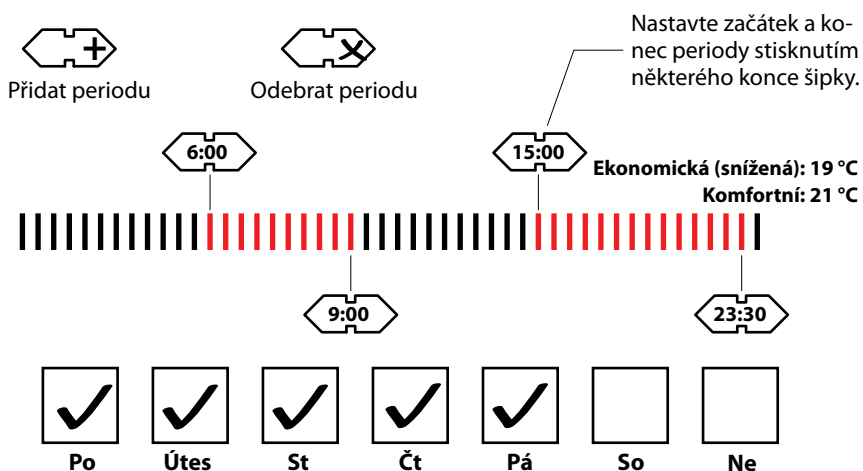 Nastavte začátek a ko-
nec periody stisknutím
některého konce šipky.
Přidat periodu
Odebrat periodu
6:00
15:00
Ekonomická (snížená): 19 °C
Komfortní: 21 °C
9:00
23:30
Po
Útes
St
Čt
Pá
So
Ne